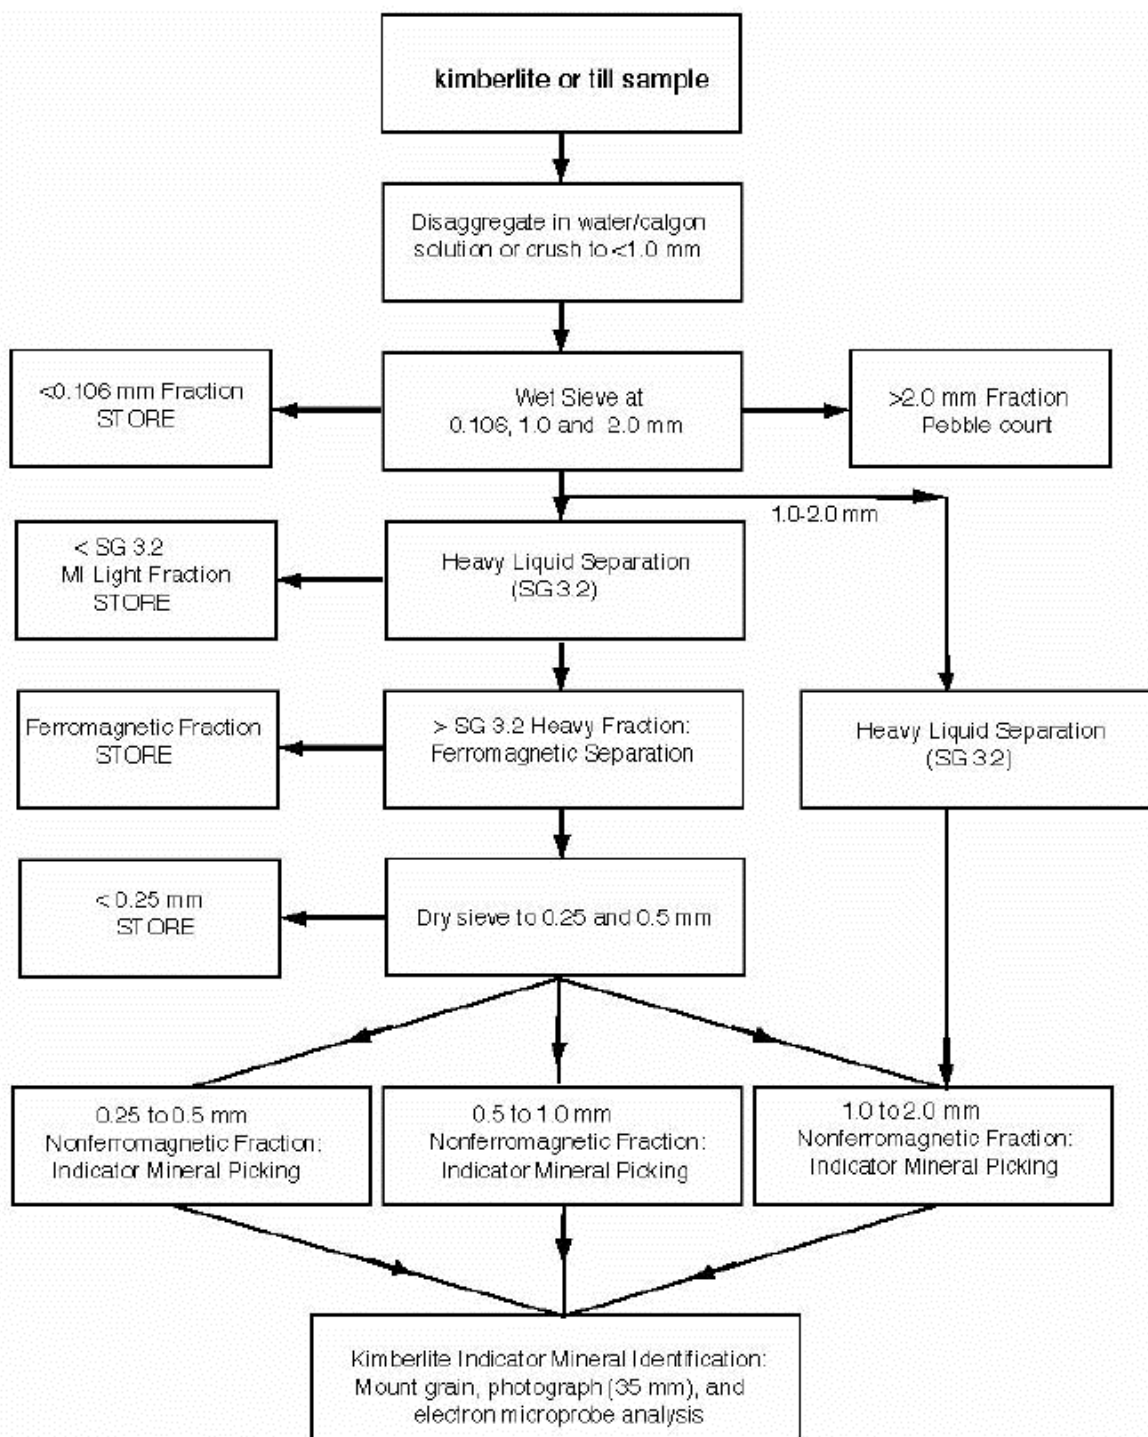 kimberlite or till sample
Disaggregate in water/calgon
solution or crush to <1.0 mm
<0.106 mm Fraction
STORE
Wet Sieve at
0.106, 1.0 and 2.0 mm
>2.0 mm Fraction
Pebble count
1.0-2.0 mm
< SG 3.2
MI Light Fraction
STORE
Heavy Liquid Separation
(SG 3.2)
Ferromagnetic Fraction
STORE
> SG 3.2 Heavy Fraction:
Ferromagnetic Separation
Heavy Liquid Separation
(SG 3.2)
< 0.25 mm
STORE
Dry sieve to 0.25 and 0.5 mm
0.25 to 0.5 mm
Nonferromagnetic Fraction:
Indicator Mineral Picking
0.5 to 1.0 mm
Nonferromagnetic Fraction:
Indicator Mineral Picking
1.0 to 2.0 mm
Nonferromagnetic Fraction:
Indicator Mineral Picking
Kimberlite Indicator Mineral Identification:
Mount grain, photograph (35 mm), and
electron microprobe analysis